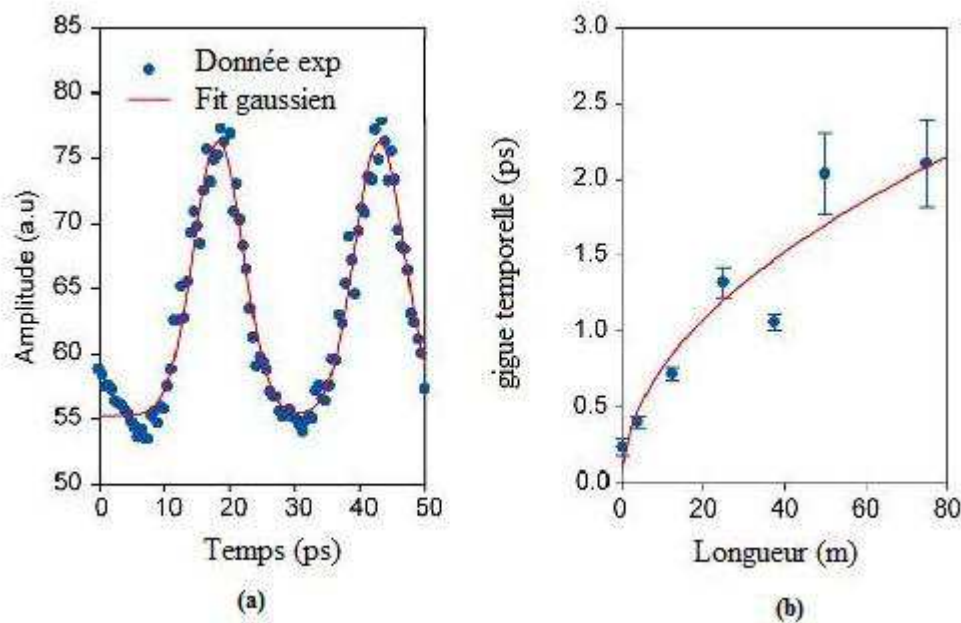 85
80
75
70
65
60
55
50
Amplitude (a.u)
Donnée exp
Fit gaussien
0 10 20 30 40 50
Temps (ps)
(a)
3.0
2.5
2.0
1.5
1.0
0.5
0.0
gigue temporelle (ps)
0 20 40 60 80
Longueur (m)
(b)